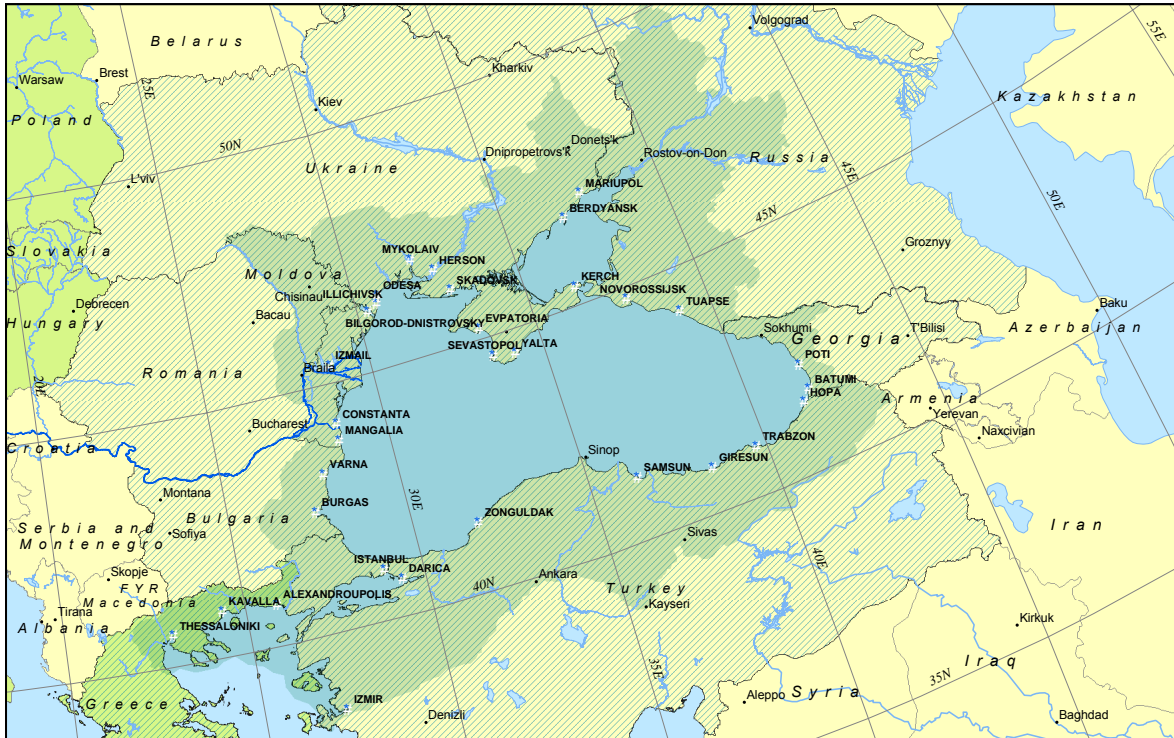 Volgograd
55E
Belarus
Kharkiv
Brest
Warsaw
25E
Kazakhstan
Poland
Kiev
50N
Donets'k
Dnipropetrovs'k
Rostov-on-Don
Russia
Ukraine
45E
L'viv
MARIUPOL
50E
BERDYANSK
45N
Slovakia
MYKOLAIV
Groznyy
HERSON
Moldova
ODESA
SKADOVSK
KERCH
Chisinau
ILLICHIVSK
NOVOROSSIJSK
Debrecen
TUAPSE
Baku
Hungary
Bacau
BILGOROD-DNISTROVSKY
EVPATORIA
Sokhumi
Georgia
T'Bilisi
Azerbaijan
SEVASTOPOL
YALTA
IZMAIL
POTI
Romania
Braila
20E
BATUMI
HOPA
Armenia
CONSTANTA
Yerevan
Bucharest
MANGALIA
Naxcivian
Croatia
TRABZON
Sinop
VARNA
SAMSUN
GIRESUN
Montana
30E
BURGAS
ZONGULDAK
Bulgaria
Serbia and
Montenegro
Sofiya
Iran
Sivas
40E
ISTANBUL
DARICA
Skopje
40N
Ankara
FYR
Macedonia
ALEXANDROUPOLIS
Turkey
KAVALLA
Kayseri
Tirana
Albania
THESSALONIKI
Kirkuk
35E
Iraq
35N
Greece
IZMIR
Aleppo
Syria
Denizli
Baghdad